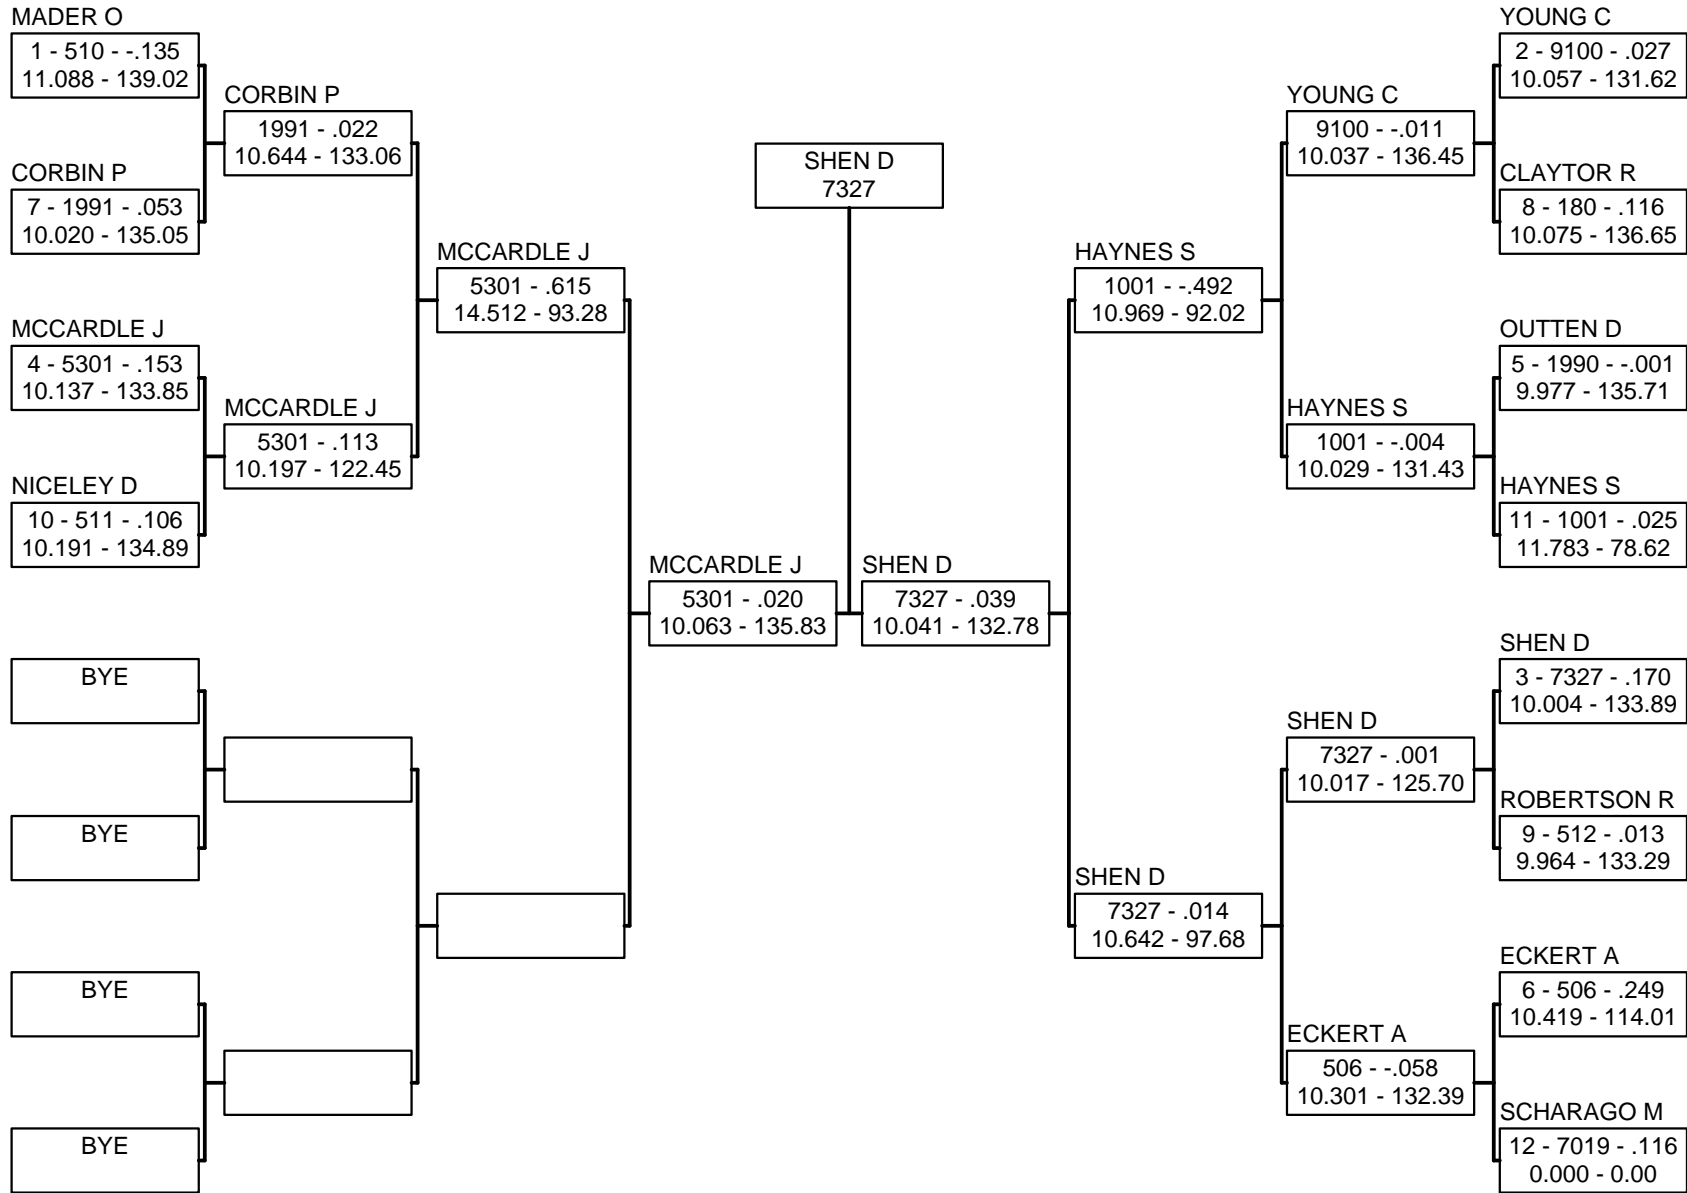 MADER O
1 - 510 - -.135
11.088 - 139.02
CORBIN P
7 - 1991 - .053
10.020 - 135.05
MCCARDLE J
4 - 5301 - .153
10.137 - 133.85
NICELEY D
10 - 511 - .106
10.191 - 134.89
BYE
BYE
BYE
BYE
CORBIN P
1991 - .022
10.644 - 133.06
MCCARDLE J
5301 - .113
10.197 - 122.45
MCCARDLE J
5301 - .615
14.512 - 93.28
MCCARDLE J
5301 - .020
10.063 - 135.83
SHEN D
7327
SHEN D
7327 - .039
10.041 - 132.78
HAYNES S
1001 - -.492
10.969 - 92.02
SHEN D
7327 - .014
10.642 - 97.68
YOUNG C
9100 - -.011
10.037 - 136.45
HAYNES S
1001 - -.004
10.029 - 131.43
SHEN D
7327 - .001
10.017 - 125.70
ECKERT A
506 - -.058
10.301 - 132.39
YOUNG C
2 - 9100 - .027
10.057 - 131.62
CLAYTOR R
8 - 180 - .116
10.075 - 136.65
OUTTEN D
5 - 1990 - -.001
9.977 - 135.71
HAYNES S
11 - 1001 - .025
11.783 - 78.62
SHEN D
3 - 7327 - .170
10.004 - 133.89
ROBERTSON R
9 - 512 - .013
9.964 - 133.29
ECKERT A
6 - 506 - .249
10.419 - 114.01
SCHARAGO M
12 - 7019 - .116
0.000 - 0.00